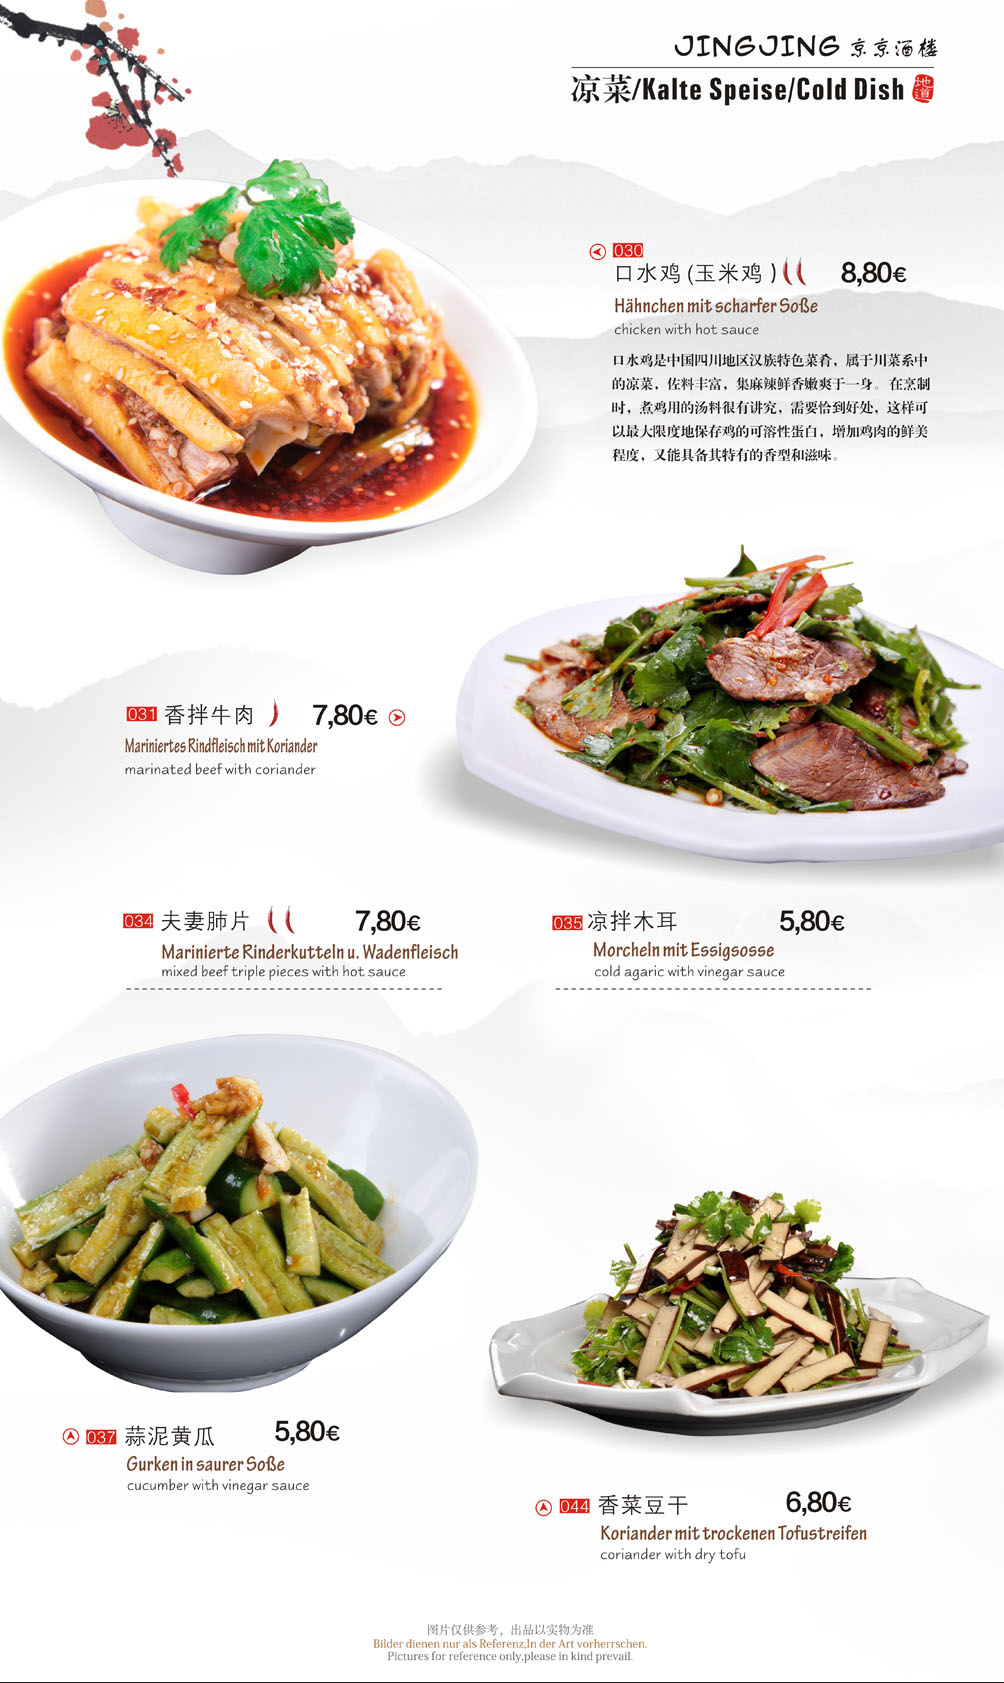 JINGJING 京京酒楼
凉菜/Kalte Speise/Cold Dish 地道
030
口水鸡 (玉米鸡 ) 8,80€
Hähnchen mit scharfer Soße
chicken with hot sauce
口水鸡是中国四川地区汉族特色菜肴，属于川菜系中
的凉菜，佐料丰富，集麻辣鲜香嫩爽于一身。在烹制
时，煮鸡用的汤料很有讲究，需要恰到好处，这样可
以最大限度地保存鸡的可溶性蛋白，增加鸡肉的鲜美
程度，又能具备其特有的香型和滋味。
031 香拌牛肉 7,80€
Mariniertes Rindfleisch mit Koriander
marinated beef with coriander
034 夫妻肺片 7,80€
Marinierte Rinderkutteln u. Wadenfleisch
mixed beef triple pieces with hot sauce
035 凉拌木耳 5,80€
Morcheln mit Essigsosse
cold agaric with vinegar sauce
037 蒜泥黄瓜 5,80€
Gurken in saurer Soße
cucumber with vinegar sauce
044 香菜豆干 6,80€
Koriander mit trockenen Tofustreifen
coriander with dry tofu
图片仅供参考，出品以实物为准
Bilder dienen nur als Referenz,In der Art vorherrschen.
Pictures for reference only,please in kind prevail.